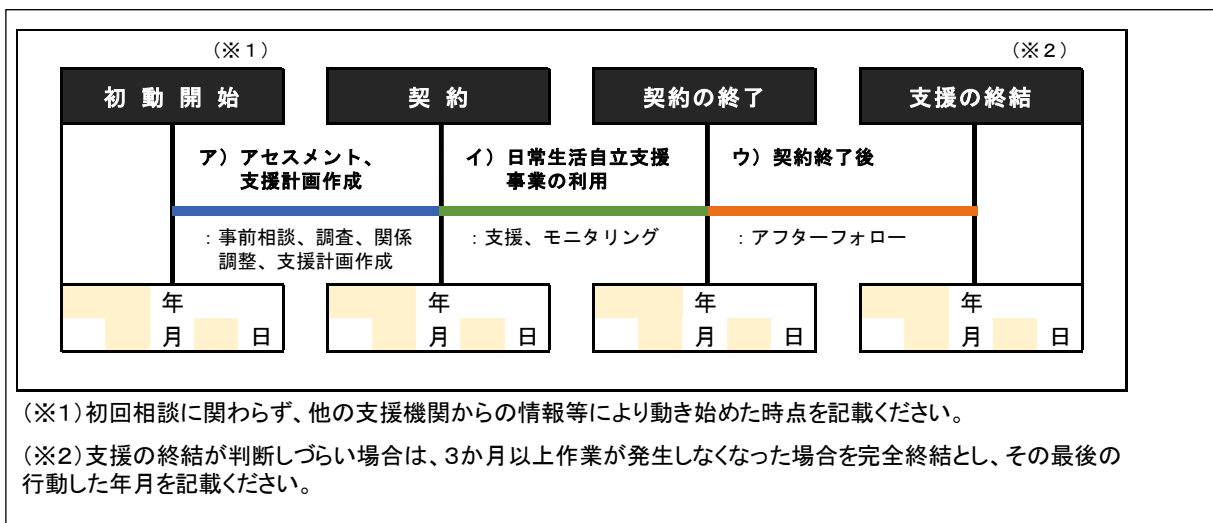 (※1)
(※2)
初動開始
契約
契約の終了
支援の終結
ア）アセスメント、
支援計画作成
イ）日常生活自立支援
事業の利用
ウ）契約終了後
：事前相談、調査、関係
調整、支援計画作成
：支援、モニタリング
：アフターフォロー
年
月 日
年
月 日
年
月 日
年
月 日
(※1)初回相談に関わらず、他の支援機関からの情報等により動き始めた時点を記載ください。
(※2)支援の終結が判断しづらい場合は、3か月以上作業が発生しなくなった場合を完全終結とし、その最後の
行動した年月を記載ください。